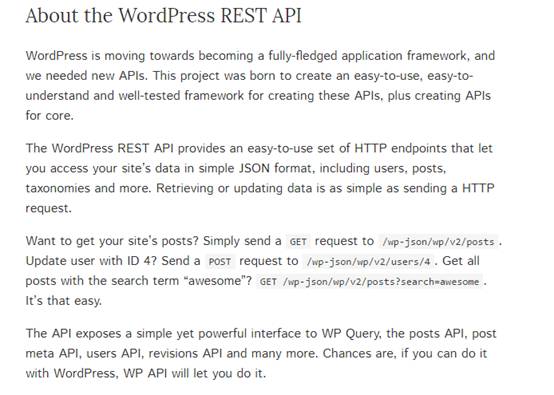 About the WordPress REST API
WordPress is moving towards becoming a fully-fledged application framework, and
we needed new APIs. This project was born to create an easy-to-use, easy-to-
understand and well-tested framework for creating these APIs, plus creating APIs
for core.
The WordPress REST API provides an easy-to-use set of HTTP endpoints that let
you access your site’s data in simple JSON format, including users, posts,
taxonomies and more. Retrieving or updating data is as simple as sending a HTTP
request.
Want to get your site’s posts? Simply send a GET request to /wp-json/wp/v2/posts .
Update user with ID 4? Send a POST request to /wp-json/wp/v2/users/4 . Get all
posts with the search term “awesome”? GET /wp-json/wp/v2/posts?search=awesome .
It’s that easy.
The API exposes a simple yet powerful interface to WP Query, the posts API, post
meta API, users API, revisions API and many more. Chances are, if you can do it
with WordPress, WP API will let you do it.